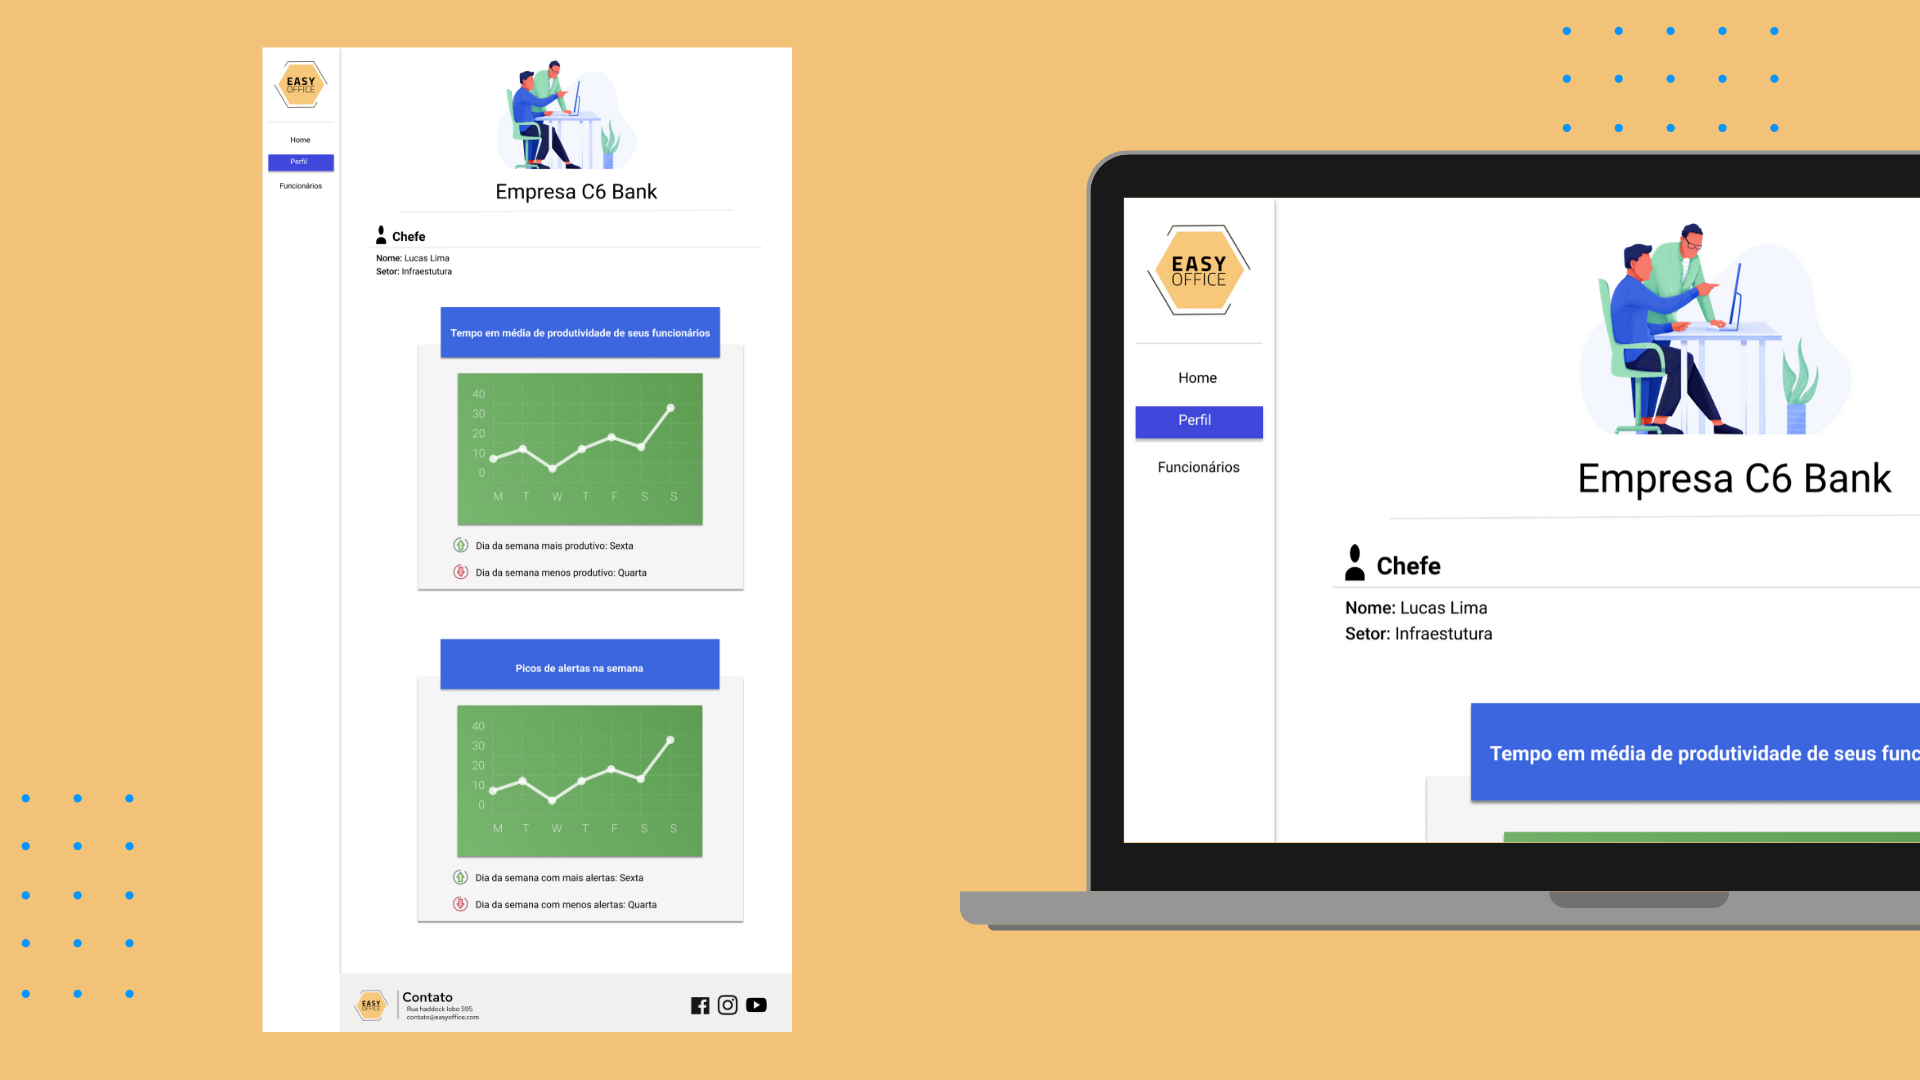 EASY
OFFICE
Home
Perfil
Funcionários
Empresa C6 Bank
Chefe
Nome: Lucas Lima
Setor: Infraestutura
Tempo em média de produtividade de seus funcionários
40
30
20
10
0
M T W T F S S
Dia da semana mais produtivo: Sexta
Dia da semana menos produtivo: Quarta
Picos de alertas na semana
40
30
20
10
0
M T W T F S S
Dia da semana com mais alertas: Sexta
Dia da semana com menos alertas: Quarta
EASY
OFFICE
Contato
Rua haddock lobo 595
contato@easyoffice.com
EASY
OFFICE
Home
Perfil
Funcionários
Empresa C6 Bank
Chefe
Nome: Lucas Lima
Setor: Infraestutura
Tempo em média de produtividade de seus func